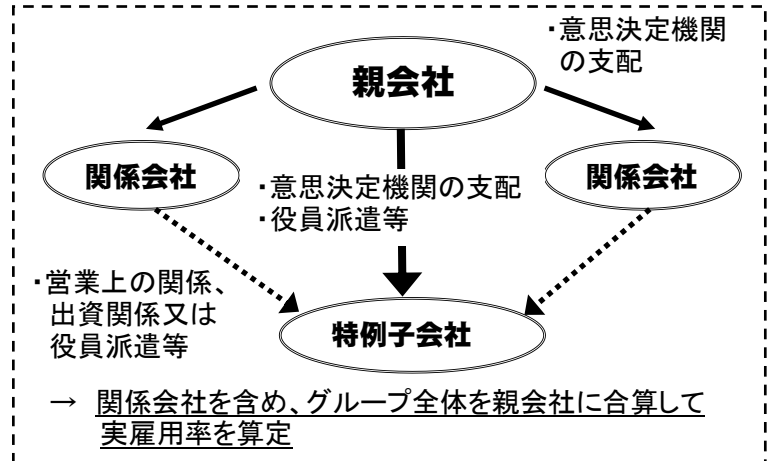 ・意思決定機関
の支配
親会社
関係会社
関係会社
・意思決定機関の支配
・役員派遣等
・営業上の関係、
出資関係又は
役員派遣等
特例子会社
→ 関係会社を含め、グループ全体を親会社に合算して
実雇用率を算定